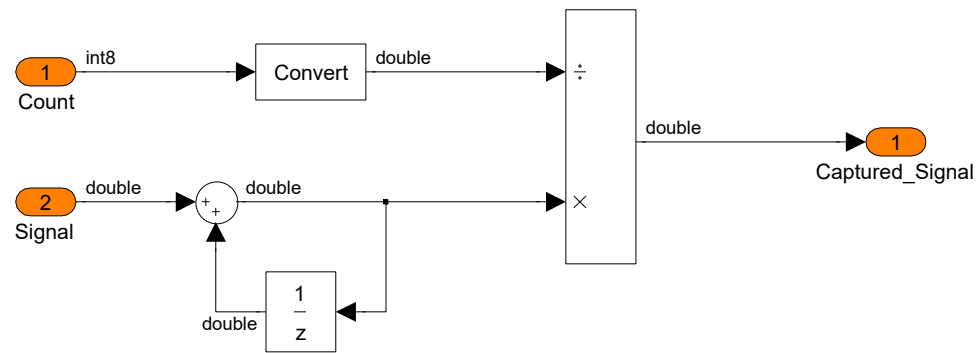 1
int8
Count
Convert
double
÷
double
1
Captured_Signal
2
double
Signal
+
+
double
×
double
1
z